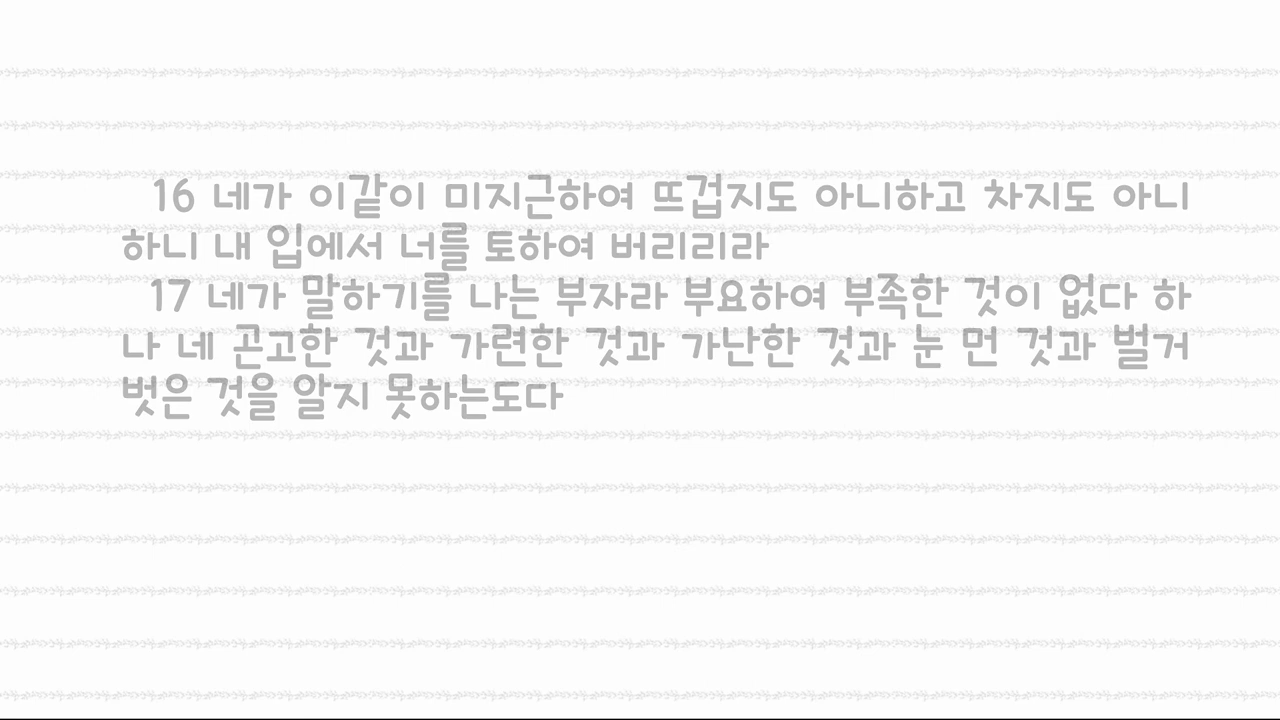 16 네가 이같이 미지근하여 뜨겁지도 아니하고 차지도 아니
하니 내 입에서 너를 토하여 버리리라
17 네가 말하기를 나는 부자라 부요하여 부족한 것이 없다 하
나 네 곤고한 것과 가련한 것과 가난한 것과 눈 먼 것과 벌거
벗은 것을 알지 못하는도다